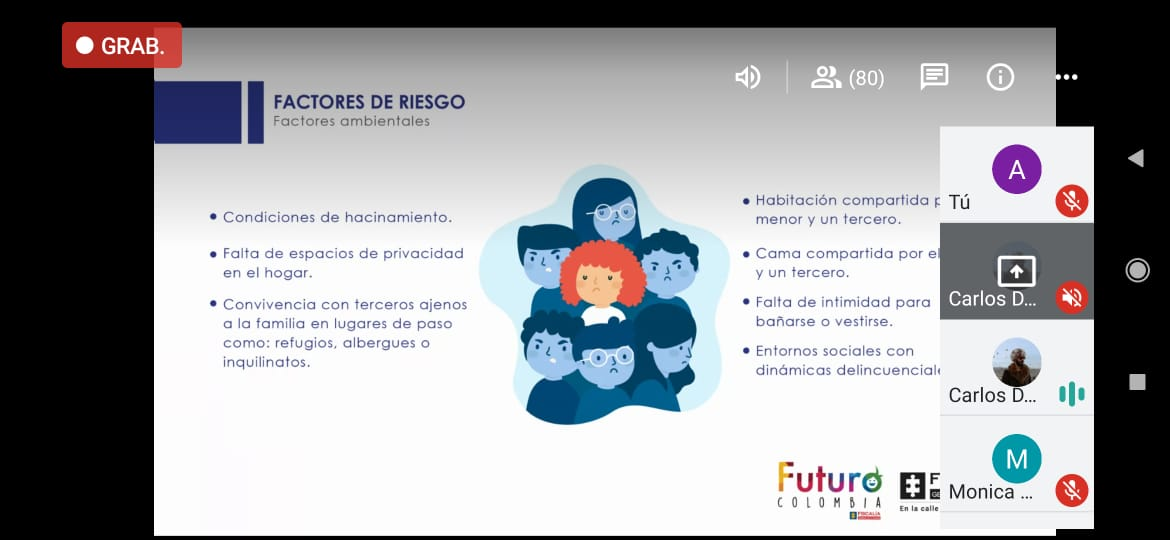 GRAB.
(80)
FACTORES DE RIESGO
Factores ambientales
• Condiciones de hacinamiento.
• Falta de espacios de privacidad
en el hogar.
• Convivencia con terceros ajenos
a la familia en lugares de paso
como: refugios, albergues o
inquilinatos.
• Habitación compartida p
menor y un tercero.
• Cama compartida por el
y un tercero.
• Falta de intimidad para
bañarse o vestirse.
• Entornos sociales con
dinámicas delincuenciale
A
Tú
Carlos D...
Carlos D...
M
Monica ...
Futuro
COLOMBIA
FISCALÍA
F
En la calle